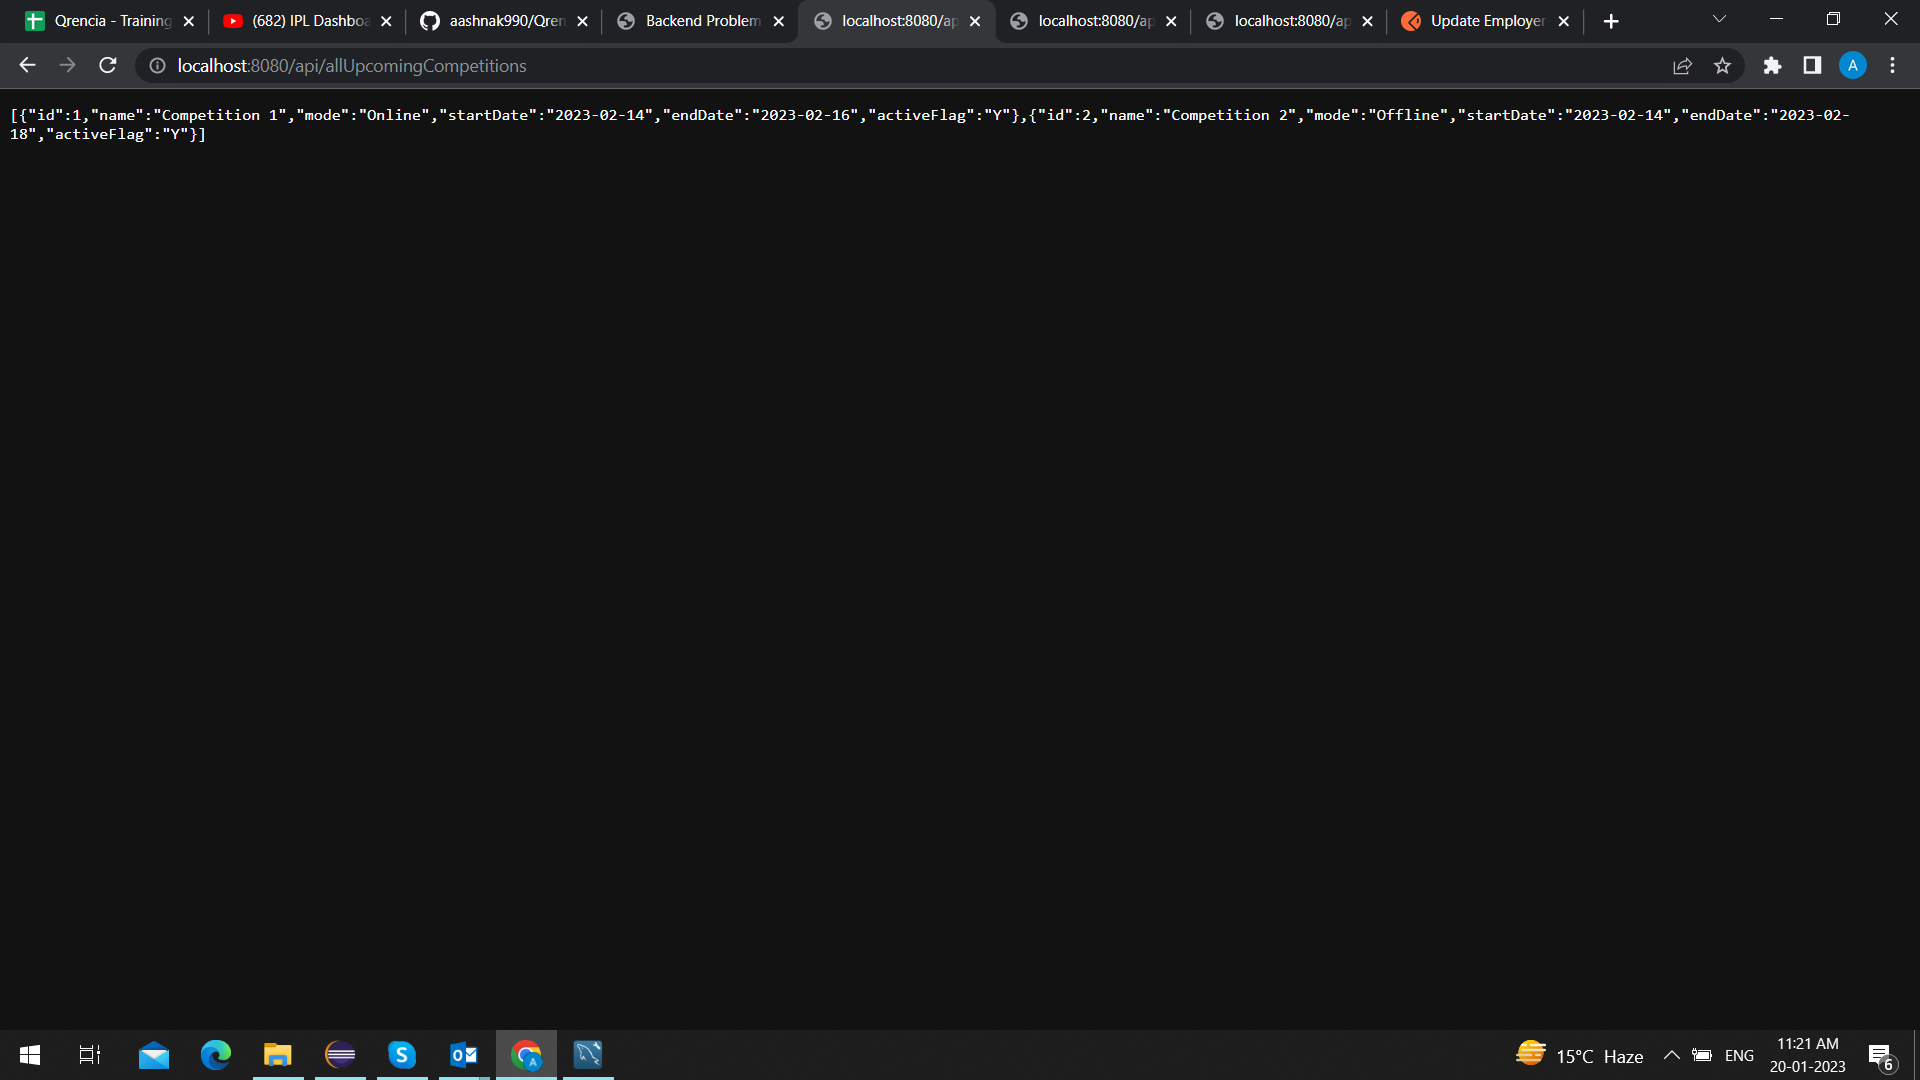 Qrencia - Training
(682) IPL Dashboa
aashnak990/Qren
Backend Problem
localhost:8080/ap
localhost:8080/ap
localhost:8080/ap
Update Employer
localhost:8080/api/allUpcomingCompetitions
A
[{"id":1,"name":"Competition 1","mode":"Online","startDate":"2023-02-14","endDate":"2023-02-16","activeFlag":"Y"},{"id":2,"name":"Competition 2","mode":"Offline","startDate":"2023-02-14","endDate":"2023-02-
18","activeFlag":"Y"}]
15°C Haze
ENG
11:21 AM
20-01-2023
6